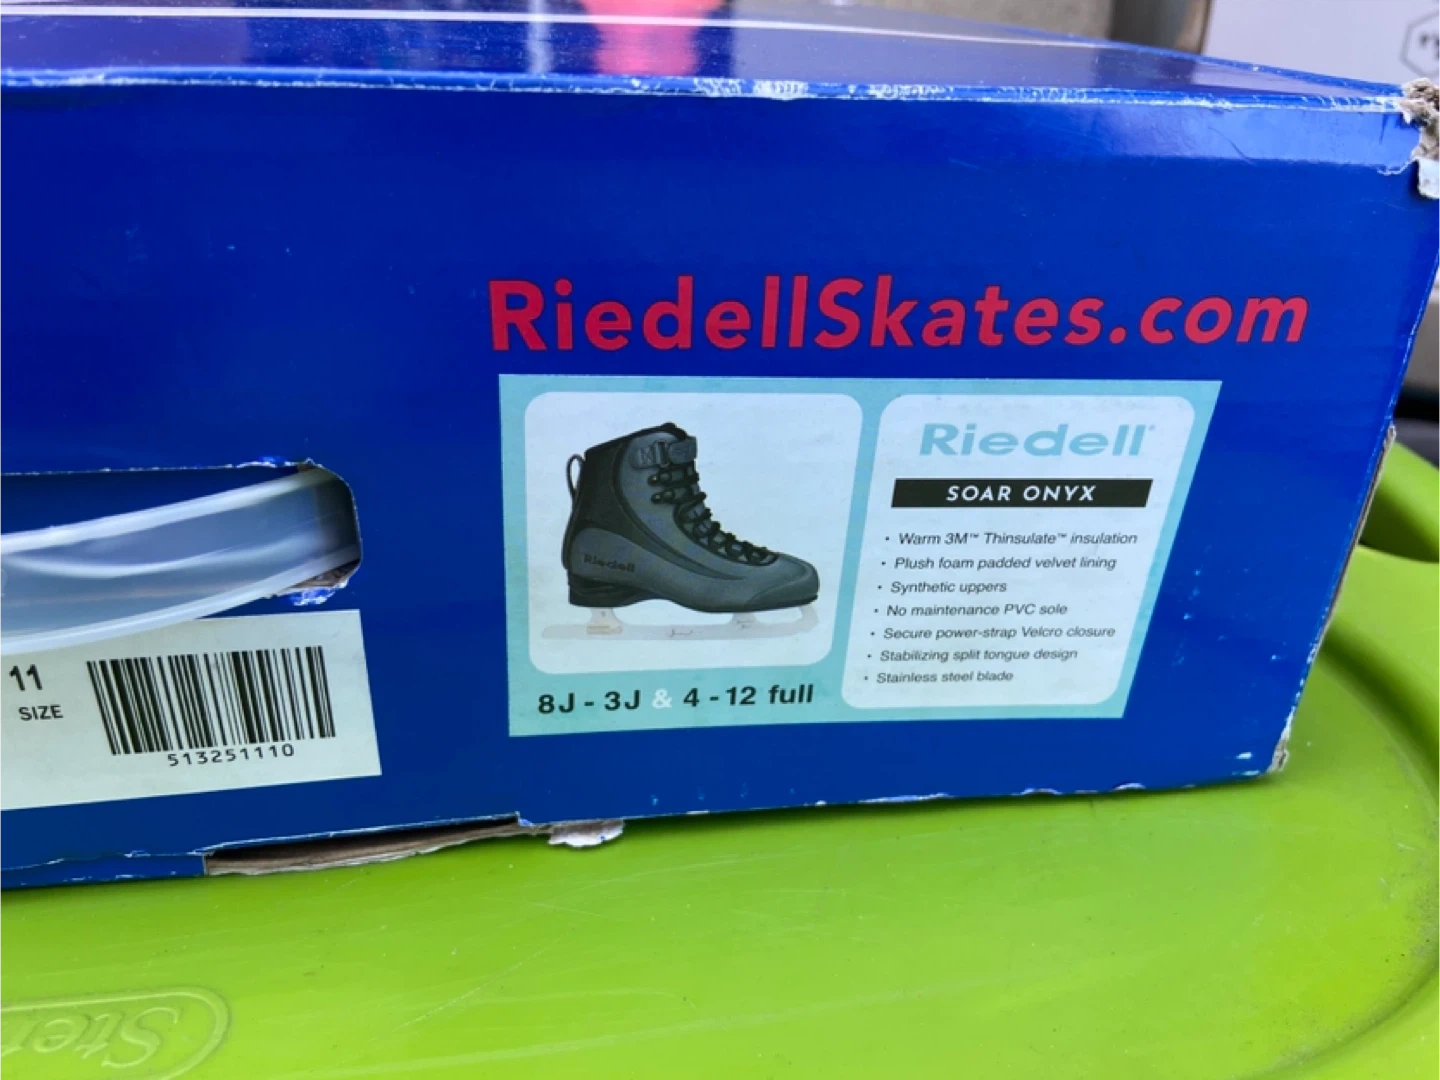 RiedellSkates.com
Riedell
SOAR ONYX
• Warm 3M™ Thinsulate™ insulation
• Plush foam padded velvet lining
• Synthetic uppers
• No maintenance PVC sole
• Secure power-strap Velcro closure
• Stabilizing split tongue design
• Stainless steel blade
Riedell
8J - 3J & 4 - 12 full
11
SIZE
513251110